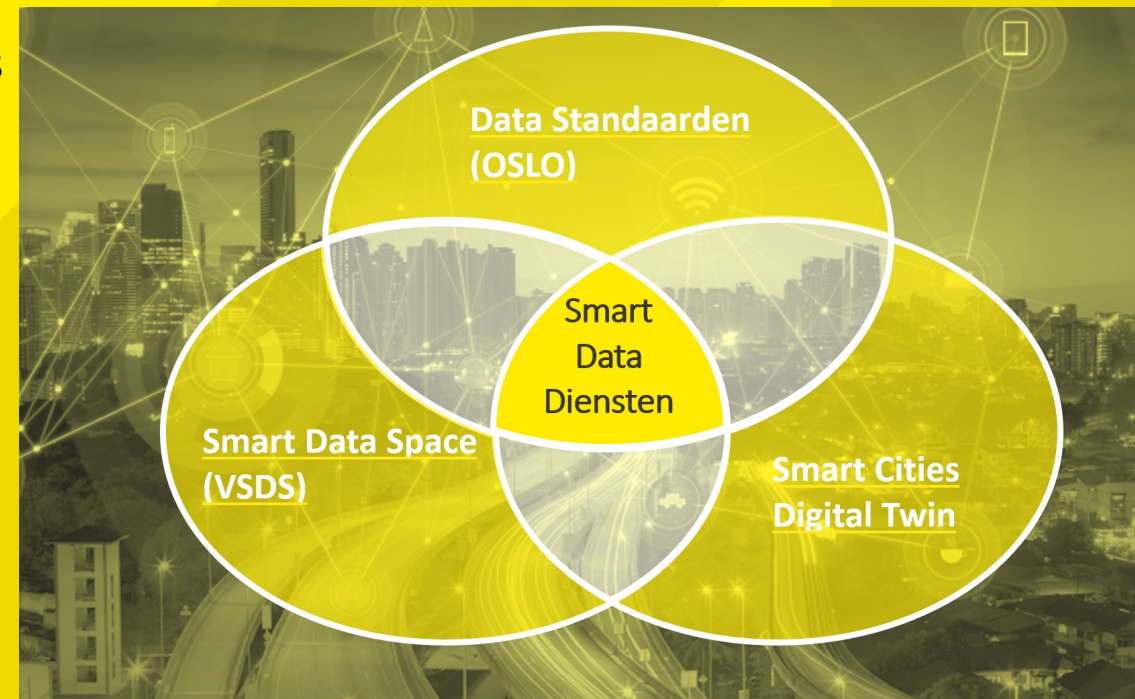 Data Standaarden
(OSLO)
Smart
Data
Diensten
Smart Data Space
(VSDS)
Smart Cities
Digital Twin